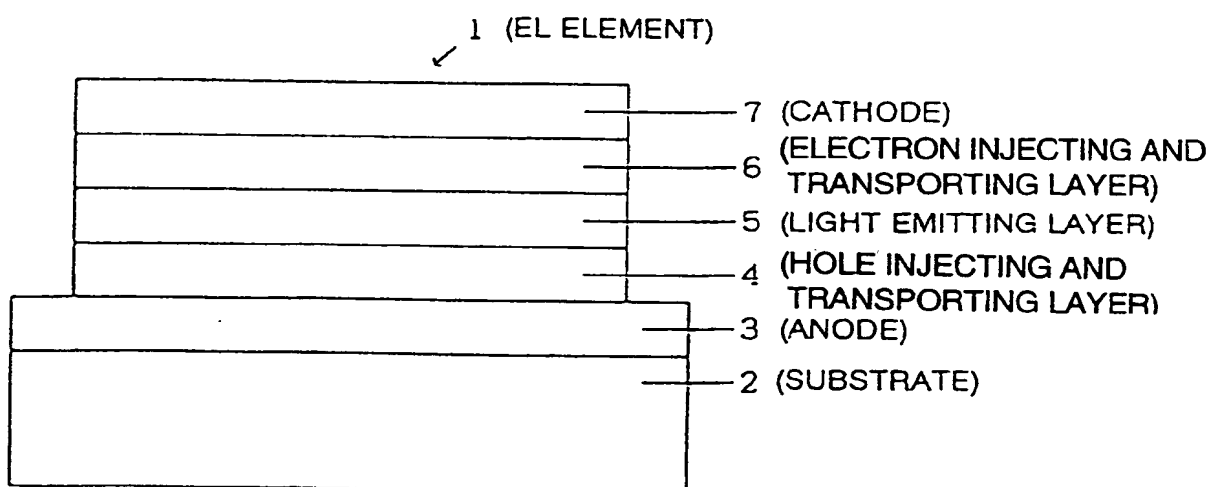 1 (EL ELEMENT)
7 (CATHODE)
6 (ELECTRON INJECTING AND
TRANSPORTING LAYER)
5 (LIGHT EMITTING LAYER)
4 (HOLE INJECTING AND
TRANSPORTING LAYER)
3 (ANODE)
2 (SUBSTRATE)